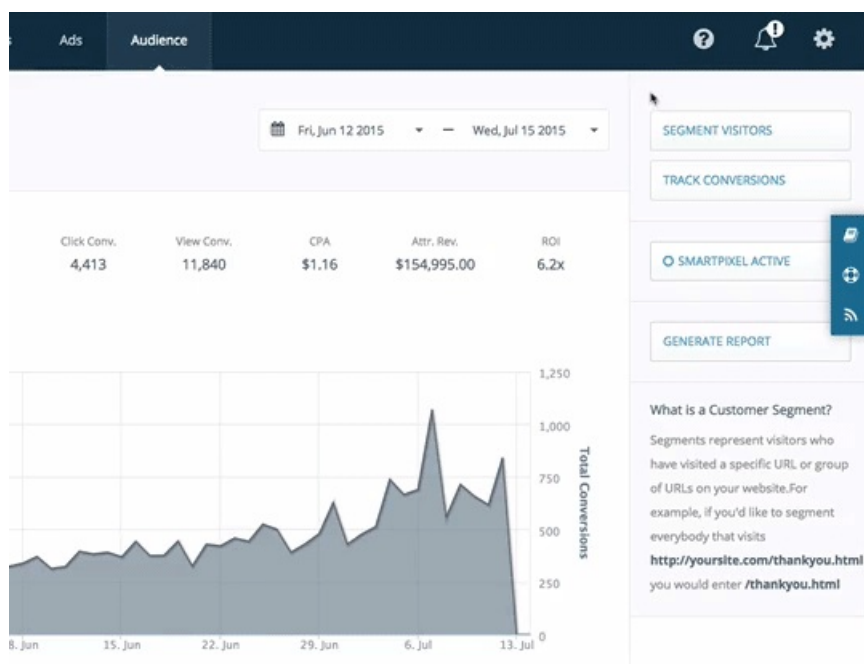 Ads
Audience
Fri, Jun 12 2015 — Wed, Jul 15 2015
SEGMENT VISITORS
TRACK CONVERSIONS
Click Conv. View Conv. CPA Attr. Rev. ROI
4,413 11,840 $1.16 $154,995.00 6.2x
SMARTPIXEL ACTIVE
GENERATE REPORT
1,250
1,000
750
500
250
0
Total Conversions
8. Jun 15. Jun 22. Jun 29. Jun 6. Jul 13. Jul
What is a Customer Segment?
Segments represent visitors who
have visited a specific URL or group
of URLs on your website.For
example, if you'd like to segment
everybody that visits
http://yoursite.com/thankyou.html
you would enter /thankyou.html